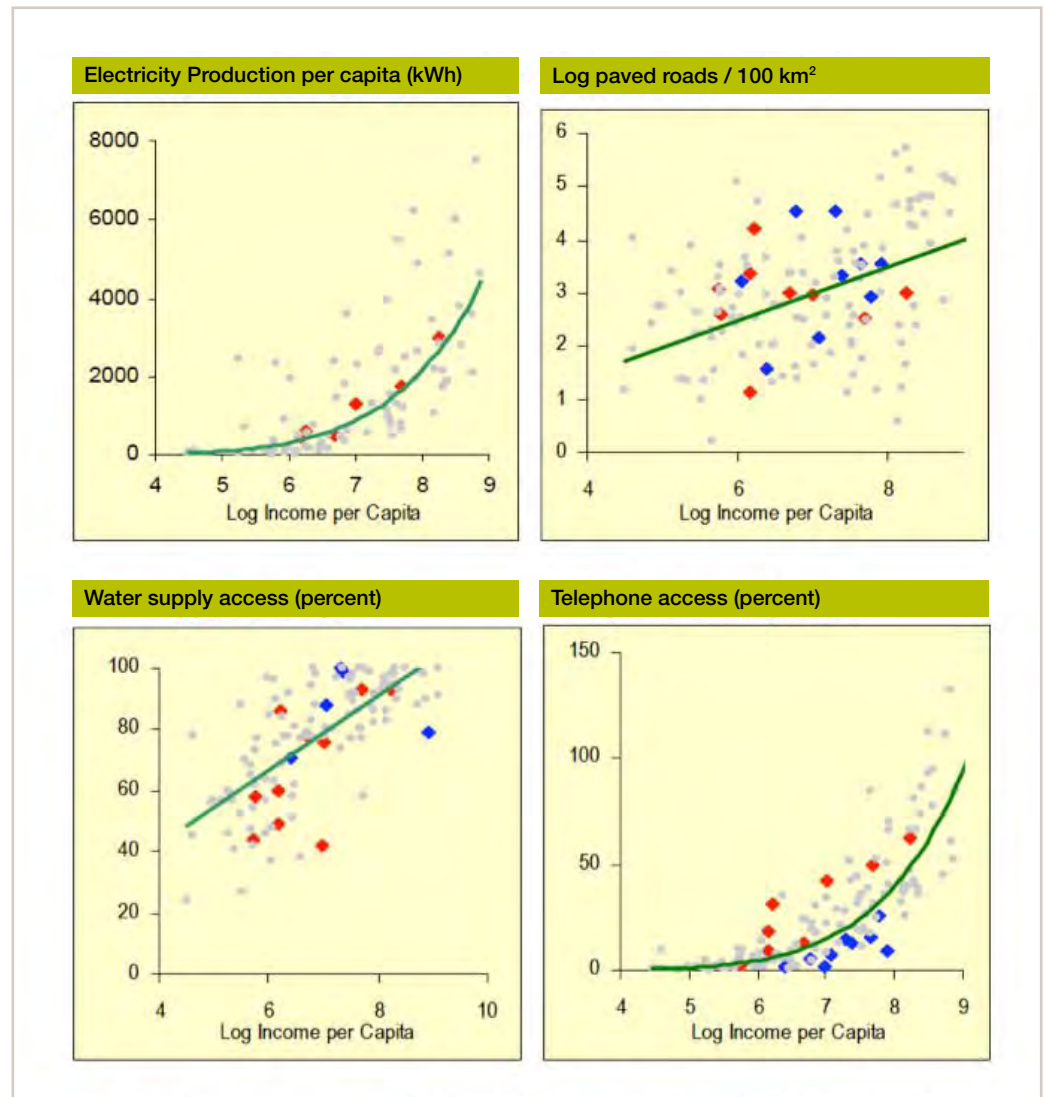 Electricity Production per capita (kWh)
8000
6000
4000
2000
0
4 5 6 7 8 9
Log Income per Capita
Log paved roads / 100 km²
6
5
4
3
2
1
0
4 6 8
Log Income per Capita
Water supply access (percent)
100
80
60
40
20
0
4 6 8 10
Log Income per Capita
Telephone access (percent)
150
100
50
0
4 5 6 7 8 9
Log Income per Capita